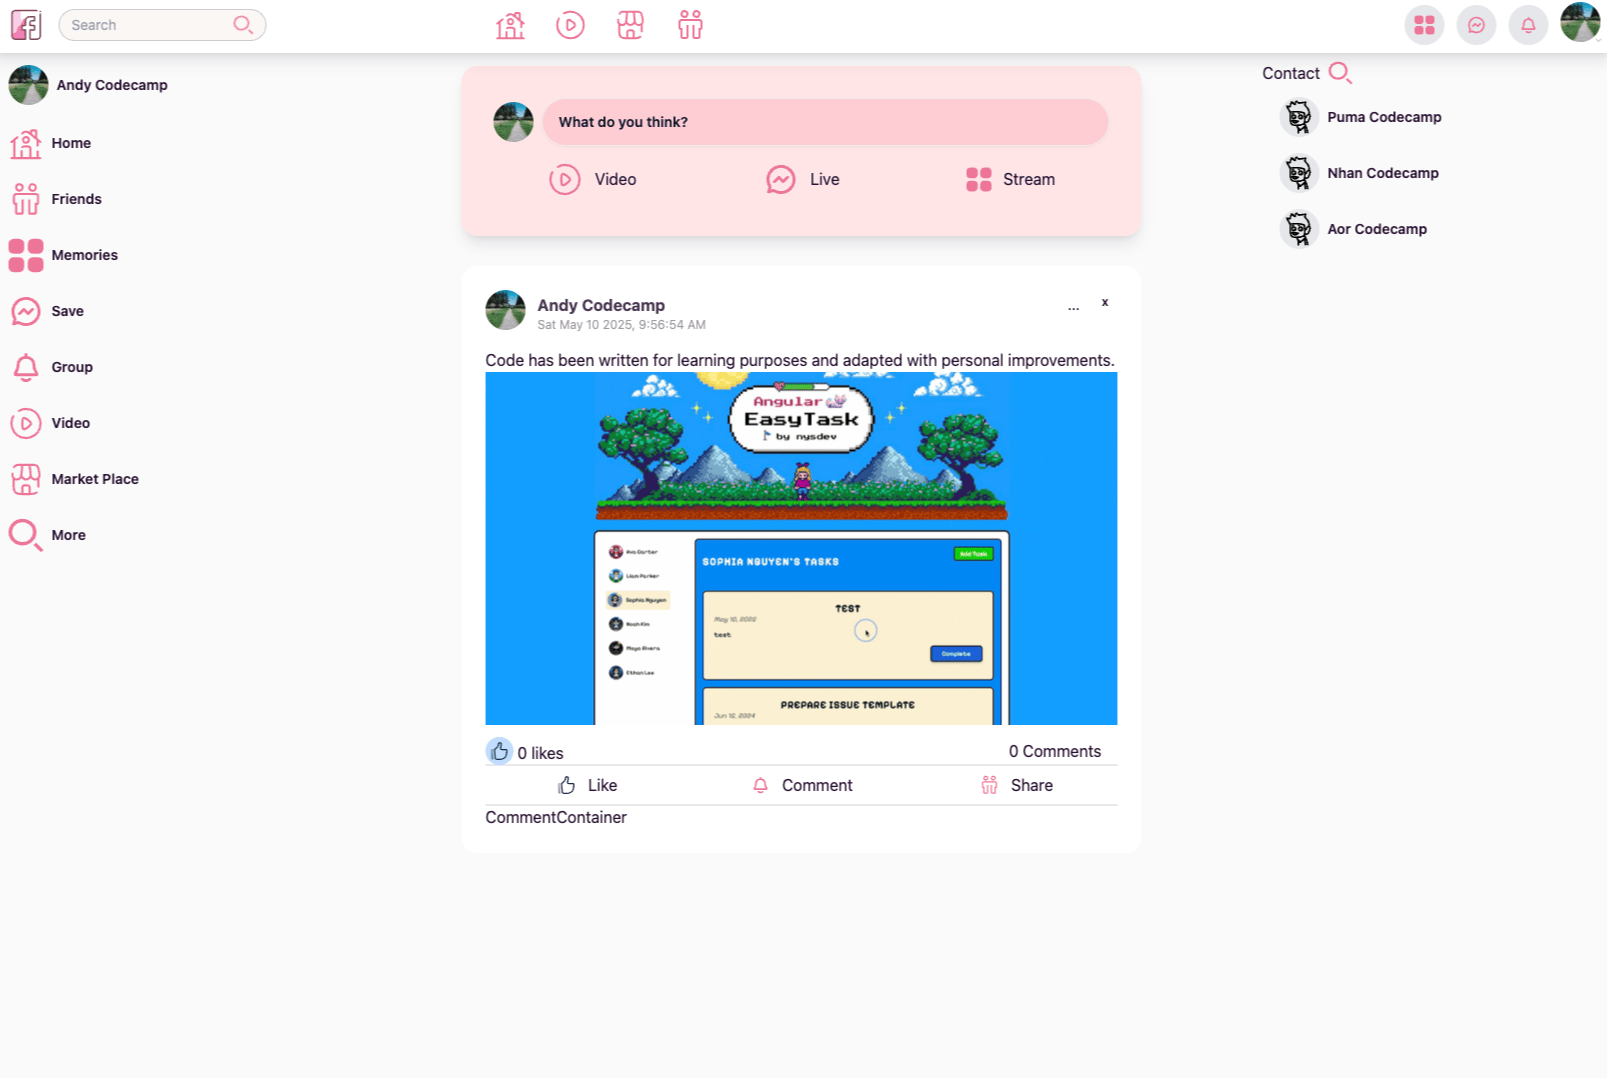 Search
Andy Codecamp
Home
Friends
Memories
Save
Group
Video
Market Place
More
What do you think?
Video Live Stream
Andy Codecamp
... x
Sat May 10 2025, 9:56:54 AM
Code has been written for learning purposes and adapted with personal improvements.
Angular
EasyTask
by nysdev
Ava Carter
Liam Parker
Sophia Nguyen
Noah Kim
Maya Rivera
Ethan Lee
SOPHIA NGUYEN'S TASKS
Add Task
TEST
May 10, 2022
test
Complete
PREPARE ISSUE TEMPLATE
Jun 16, 2024
0 likes 0 Comments
Like Comment Share
CommentContainer
Contact
Puma Codecamp
Nhan Codecamp
Aor Codecamp